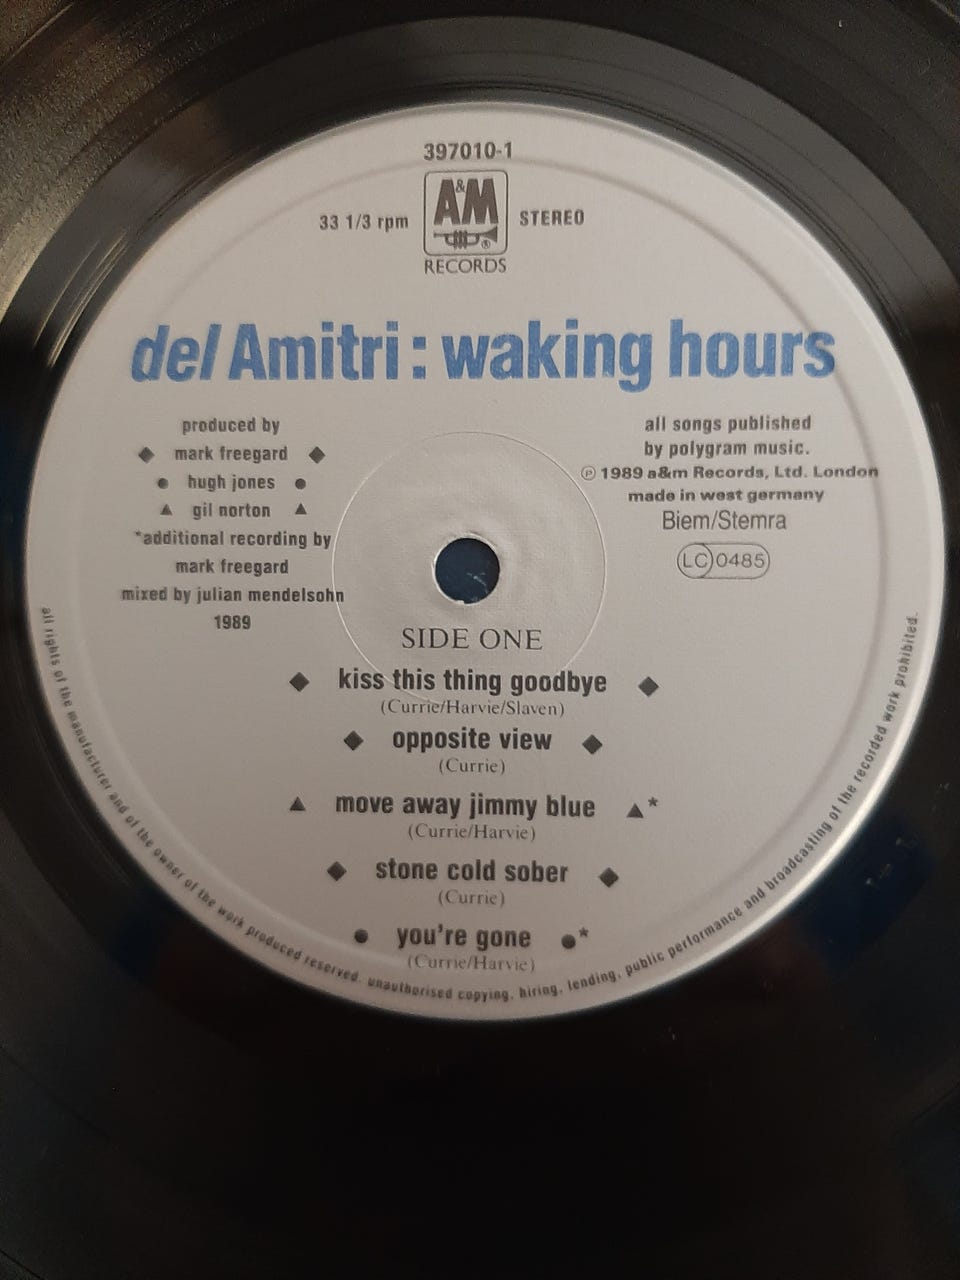 397010-1
33 1/3 rpm A&M ® STEREO
RECORDS
del Amitri : waking hours
produced by
◆ mark freegard ◆
● hugh jones ●
▲ gil norton ▲
*additional recording by
mark freegard
mixed by julian mendelsohn
1989
all songs published
by polygram music.
℗ 1989 a&m Records, Ltd. London
made in west germany
Biem/Stemra
LC 0485
SIDE ONE
◆ kiss this thing goodbye ◆
(Currie/Harvie/Slaven)
◆ opposite view ◆
(Currie)
▲ move away jimmy blue ▲*
(Currie/Harvie)
◆ stone cold sober ◆
(Currie)
● you're gone ●*
(Currie/Harvie)
all rights of the manufacturer and of the owner of the work produced reserved. unauthorised copying, hiring, lending, public performance and broadcasting of the recorded work prohibited.